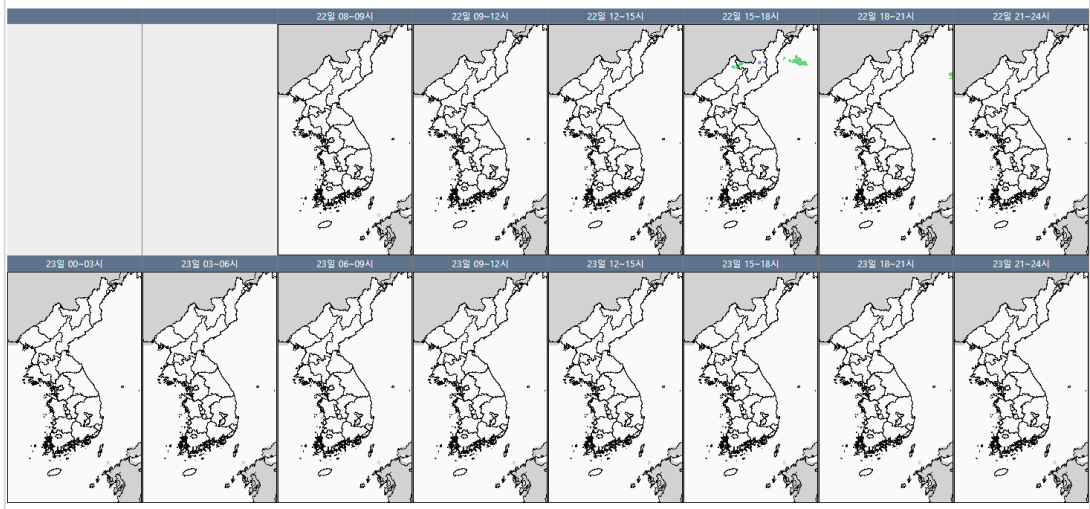 22일 08~09시
22일 09~12시
22일 12~15시
22일 15~18시
22일 18~21시
22일 21~24시
23일 00~03시
23일 03~06시
23일 06~09시
23일 09~12시
23일 12~15시
23일 15~18시
23일 18~21시
23일 21~24시